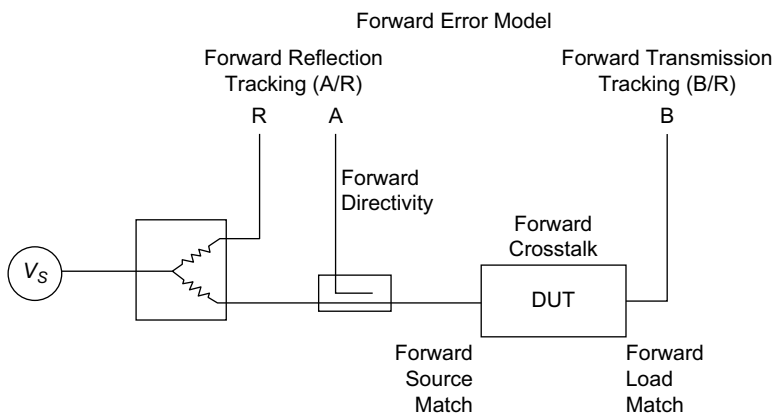 Forward Error Model
Forward Reflection
Tracking (A/R)
Forward Transmission
Tracking (B/R)
R
A
B
Forward
Directivity
Forward
Crosstalk
VS
DUT
Forward
Source
Match
Forward
Load
Match